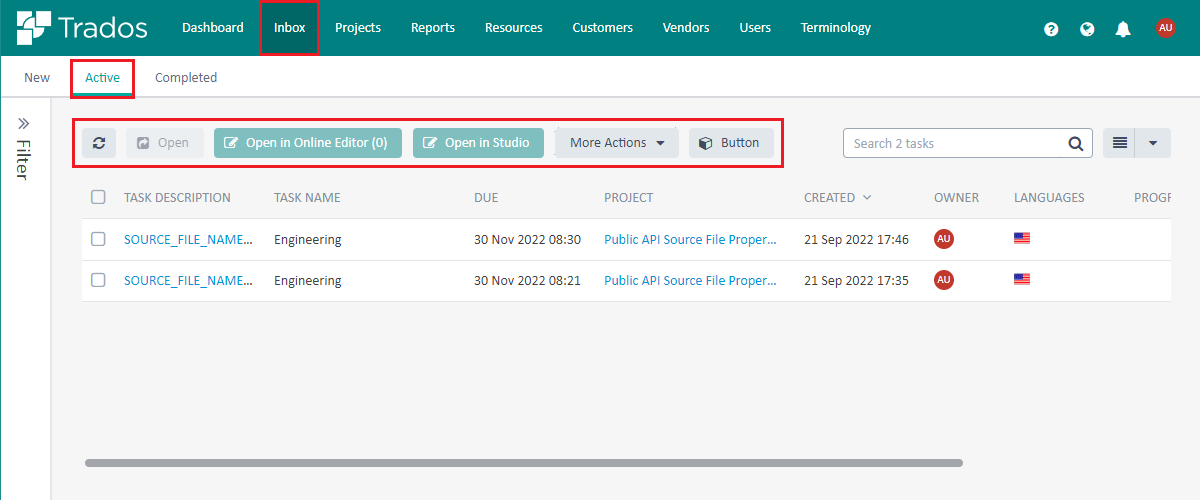 Trados Dashboard Inbox Projects Reports Resources Customers Vendors Users Terminology ? AU
New Active Completed
Filter
Open Open in Online Editor (0) Open in Studio More Actions Button Search 2 tasks
TASK DESCRIPTION TASK NAME DUE PROJECT CREATED OWNER LANGUAGES PROGR
SOURCE_FILE_NAME... Engineering 30 Nov 2022 08:30 Public API Source File Proper... 21 Sep 2022 17:46 AU
SOURCE_FILE_NAME... Engineering 30 Nov 2022 08:21 Public API Source File Proper... 21 Sep 2022 17:35 AU